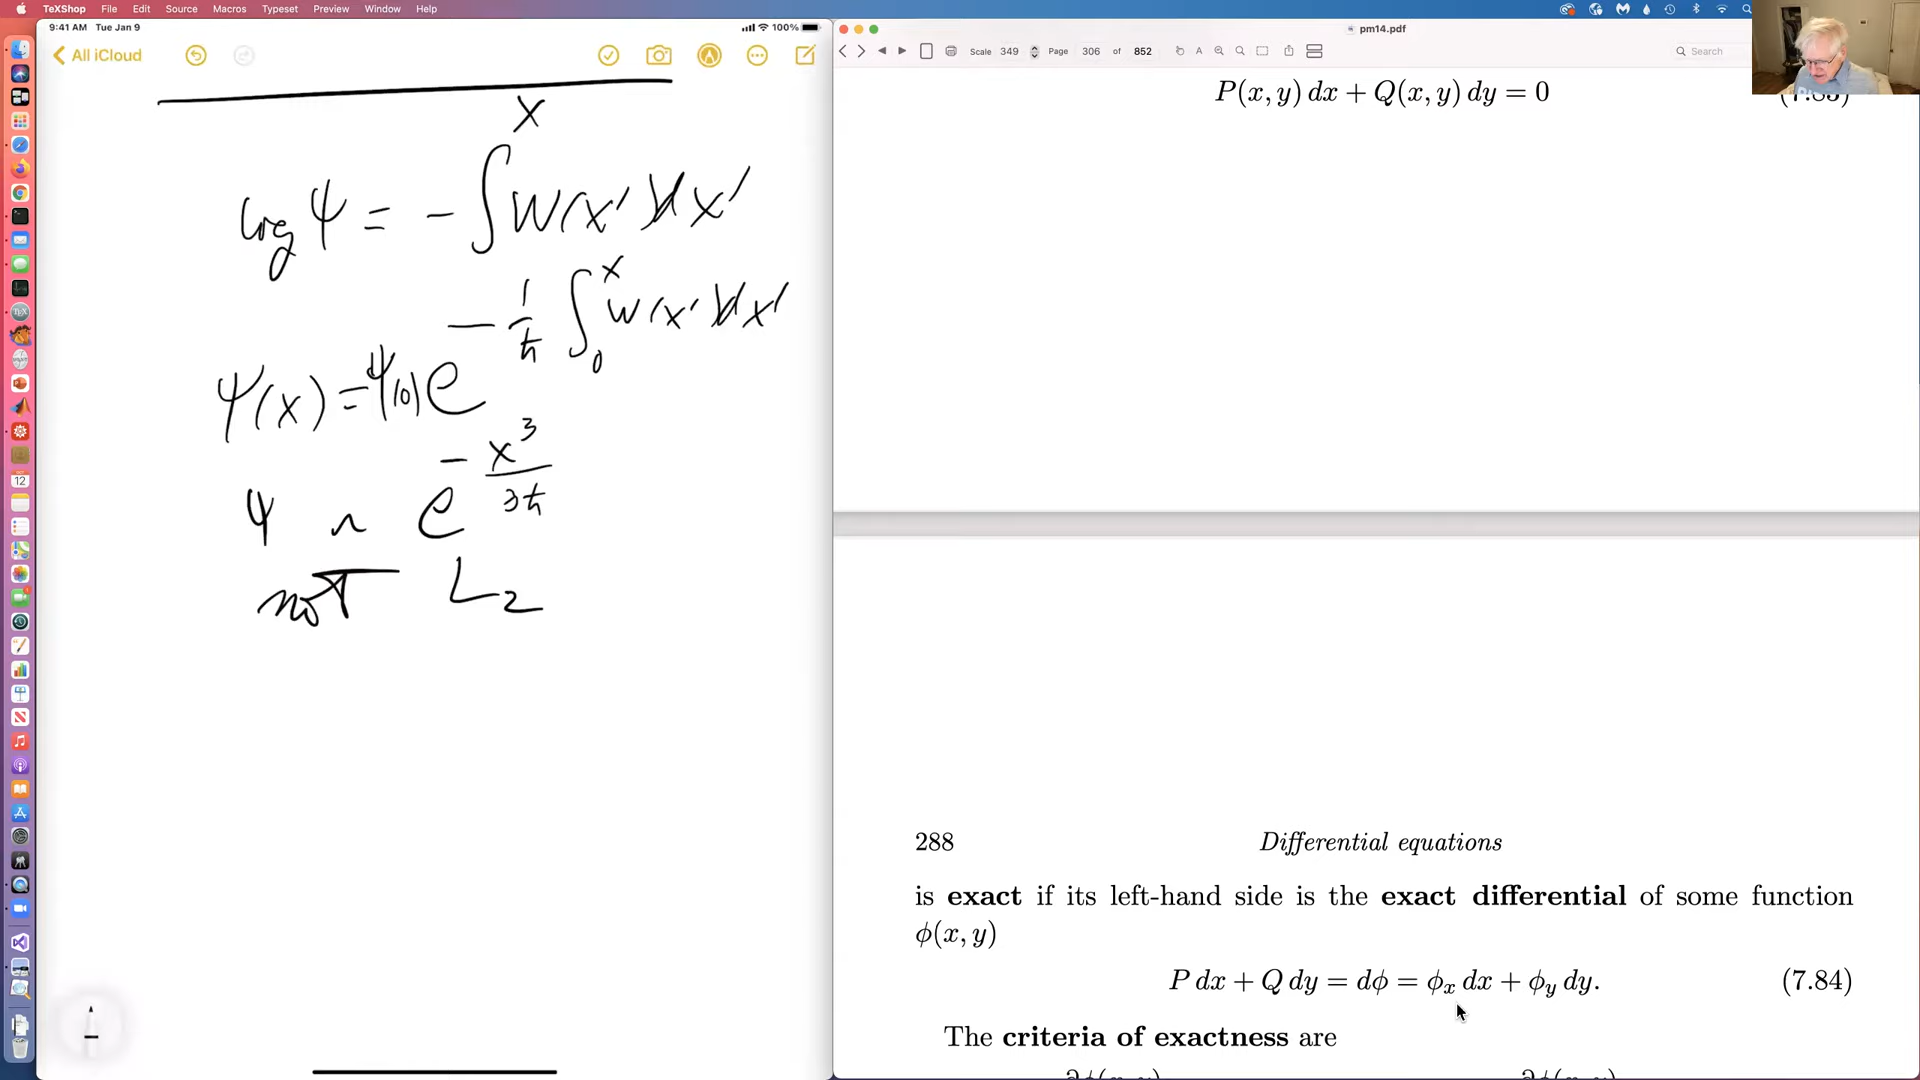 TeXShop File Edit Source Macros Typeset Preview Window Help
9:41 AM Tue Jan 9
100%
All iCloud
X
log ψ = - ∫ W(x')dx'
- 1/ħ ∫₀ˣ W(x')dx'
ψ(x) = ψ(0) e
- x³/3ħ
ψ ~ e
not L₂
pm14.pdf
Scale 349 Page 306 of 852
Search
P(x, y) dx + Q(x, y) dy = 0
288 Differential equations
is exact if its left-hand side is the exact differential of some function
ϕ(x, y)
P dx + Q dy = dϕ = ϕₓ dx + ϕ_y dy. (7.84)
The criteria of exactness are
12